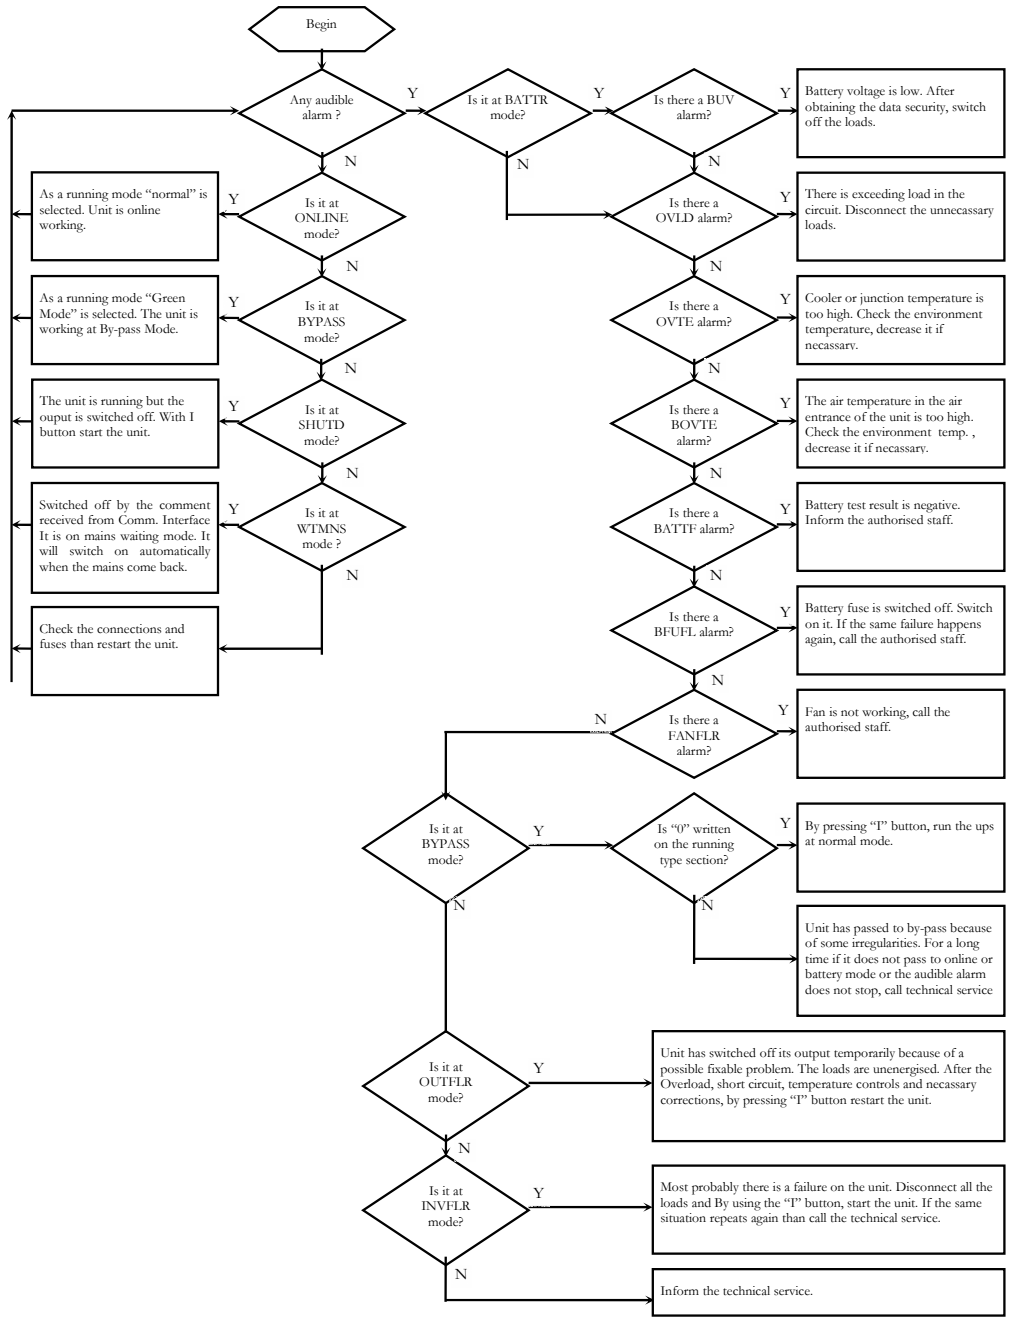 Begin
Any audible
alarm ?
Y
Is it at BATTR
mode?
Y
Is there a BUV
alarm?
Y
Battery voltage is low. After
obtaining the data security, switch
off the loads.
N
N
N
As a running mode “normal” is
selected. Unit is online
working.
Y
Is it at
ONLINE
mode?
Is there a
OVLD alarm?
Y
There is exceeding load in the
circuit. Disconnect the unnecassary
loads.
N
N
As a running mode “Green
Mode” is selected. The unit is
working at By-pass Mode.
Y
Is it at
BYPASS
mode?
Is there a
OVTE alarm?
Y
Cooler or junction temperature is
too high. Check the environment
temperature, decrease it if
necassary.
N
N
The unit is running but the
ouput is switched off. With I
button start the unit.
Y
Is it at
SHUTD
mode?
Is there a
BOVTE
alarm?
Y
The air temperature in the air
entrance of the unit is too high.
Check the environment temp. ,
decrease it if necassary.
N
N
Switched off by the comment
received from Comm. Interface
It is on mains waiting mode. It
will switch on automatically
when the mains come back.
Y
Is it at
WTMNS
mode ?
Is there a
BATTF alarm?
Y
Battery test result is negative.
Inform the authorised staff.
N
N
Check the connections and
fuses than restart the unit.
Is there a
BFUFL alarm?
Y
Battery fuse is switched off. Switch
on it. If the same failure happens
again, call the authorised staff.
N
N
Is there a
FANFLR
alarm?
Y
Fan is not working, call the
authorised staff.
Is it at
BYPASS
mode?
Y
Is “0” written
on the running
type section?
Y
By pressing “I” button, run the ups
at normal mode.
N
N
Unit has passed to by-pass because
of some irregularities. For a long
time if it does not pass to online or
battery mode or the audible alarm
does not stop, call technical service
Is it at
OUTFLR
mode?
Y
Unit has switched off its output temporarily because of a
possible fixable problem. The loads are unenergised. After the
Overload, short circuit, temperature controls and necassary
corrections, by pressing “I” button restart the unit.
N
Is it at
INVFLR
mode?
Y
Most probably there is a failure on the unit. Disconnect all the
loads and By using the “I” button, start the unit. If the same
situation repeats again than call the technical service.
N
Inform the technical service.